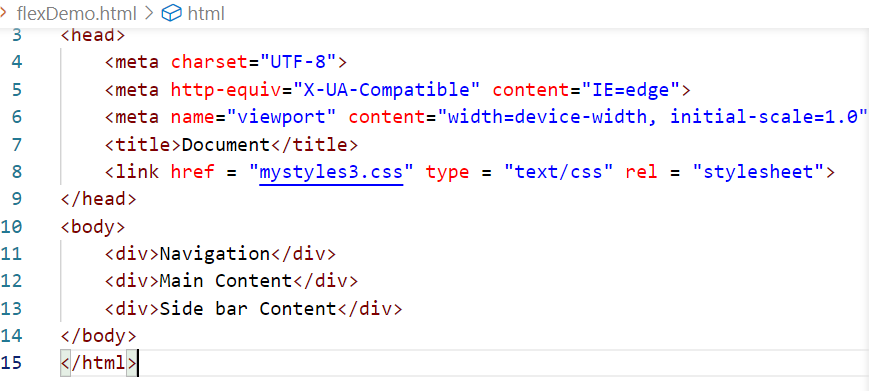 flexDemo.html > html
3 <head>
4 <meta charset="UTF-8">
5 <meta http-equiv="X-UA-Compatible" content="IE=edge">
6 <meta name="viewport" content="width=device-width, initial-scale=1.0"
7 <title>Document</title>
8 <link href = "mystyles3.css" type = "text/css" rel = "stylesheet">
9 </head>
10 <body>
11 <div>Navigation</div>
12 <div>Main Content</div>
13 <div>Side bar Content</div>
14 </body>
15 </html>